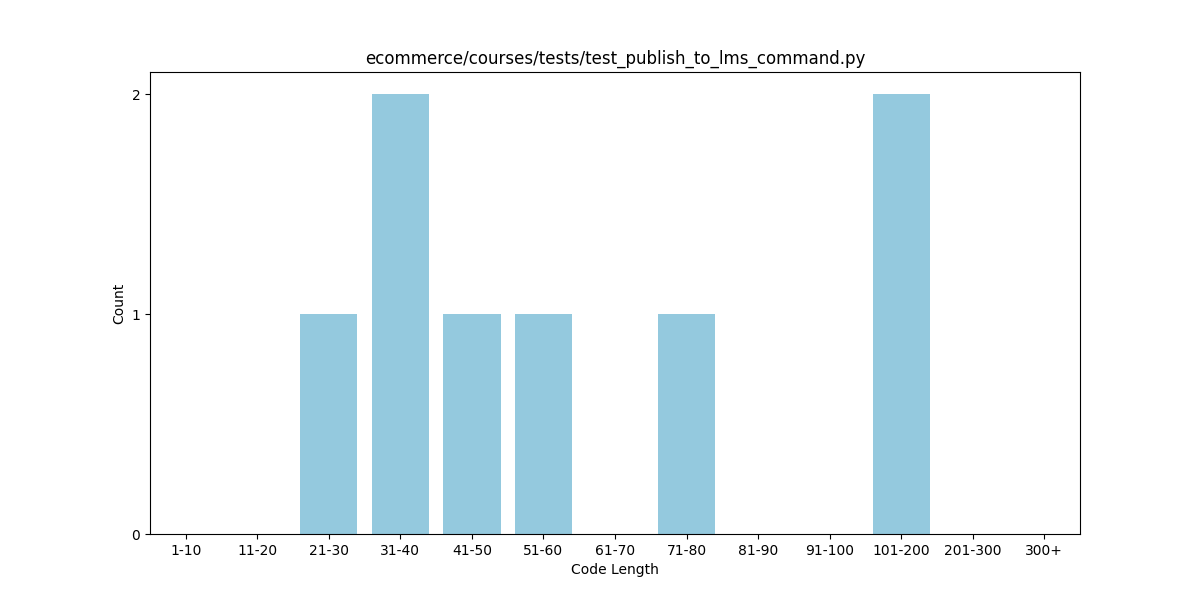 ecommerce/courses/tests/test_publish_to_lms_command.py
Count
2
1
0
1-10 11-20 21-30 31-40 41-50 51-60 61-70 71-80 81-90 91-100 101-200 201-300 300+
Code Length